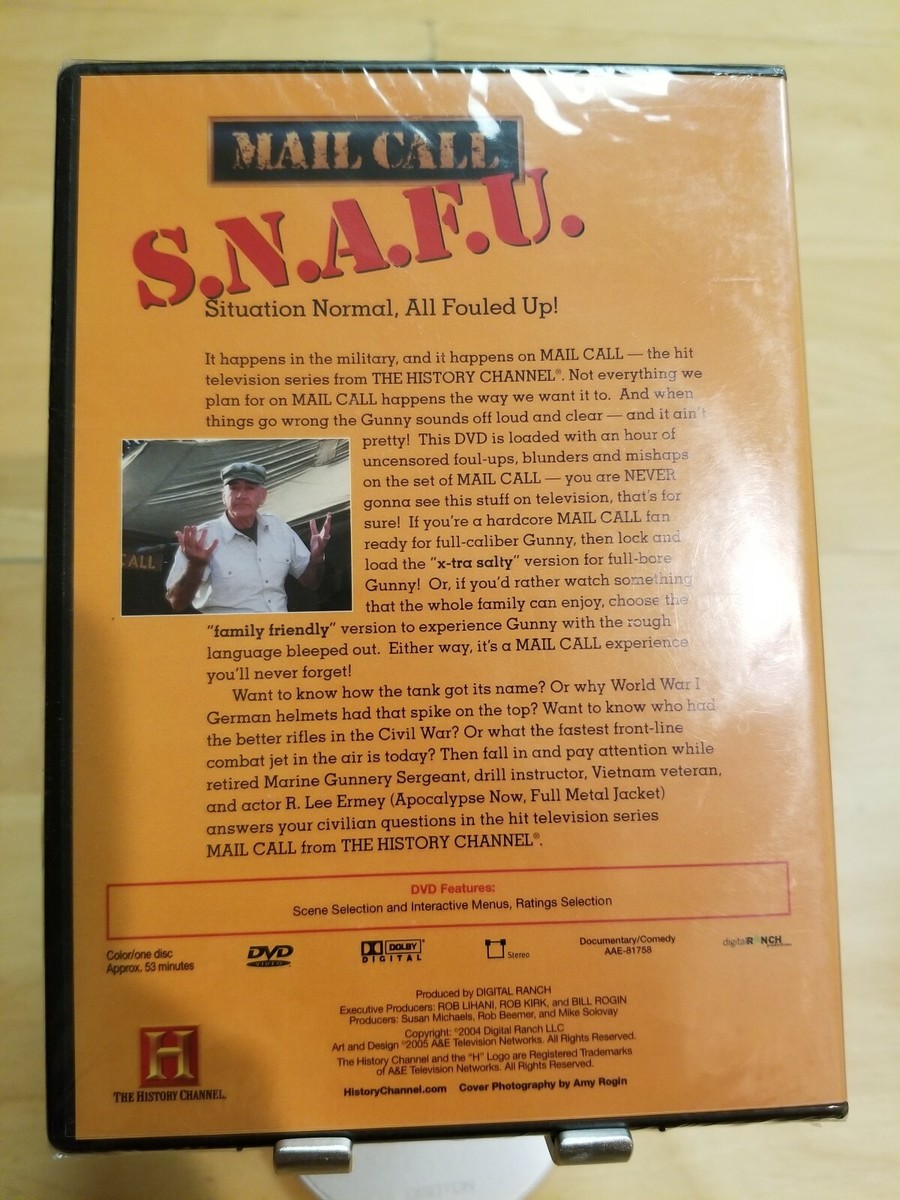 MAIL CALL
S.N.A.F.U.
Situation Normal, All Fouled Up!
It happens in the military, and it happens on MAIL CALL — the hit
television series from THE HISTORY CHANNEL®. Not everything we
plan for on MAIL CALL happens the way we want it to. And when
things go wrong the Gunny sounds off loud and clear — and it ain't
pretty! This DVD is loaded with an hour of
uncensored foul-ups, blunders and mishaps
on the set of MAIL CALL — you are NEVER
gonna see this stuff on television, that's for
sure! If you're a hardcore MAIL CALL fan
ready for full-caliber Gunny, then lock and
load the "x-tra salty" version for full-bore
Gunny! Or, if you'd rather watch something
that the whole family can enjoy, choose the
"family friendly" version to experience Gunny with the rough
language bleeped out. Either way, it's a MAIL CALL experience
you'll never forget!
Want to know how the tank got its name? Or why World War I
German helmets had that spike on the top? Want to know who had
the better rifles in the Civil War? Or what the fastest front-line
combat jet in the air is today? Then fall in and pay attention while
retired Marine Gunnery Sergeant, drill instructor, Vietnam veteran,
and actor R. Lee Ermey (Apocalypse Now, Full Metal Jacket)
answers your civilian questions in the hit television series
MAIL CALL from THE HISTORY CHANNEL®.
CALL
DVD Features:
Scene Selection and Interactive Menus, Ratings Selection
Color/one disc
Approx. 53 minutes
DVD
VIDEO
DOLBY
DIGITAL
Stereo
Documentary/Comedy
AAE-81758
digitalRANCH
Produced by DIGITAL RANCH
Executive Producers: ROB LIHANI, ROB KIRK, and BILL ROGIN
Producers: Susan Michaels, Rob Beemer, and Mike Solovay
Copyright: ©2004 Digital Ranch LLC
Art and Design ©2005 A&E Television Networks. All Rights Reserved.
The History Channel and the "H" Logo are Registered Trademarks
of A&E Television Networks. All Rights Reserved.
HistoryChannel.com Cover Photography by Amy Rogin
H
THE HISTORY CHANNEL.